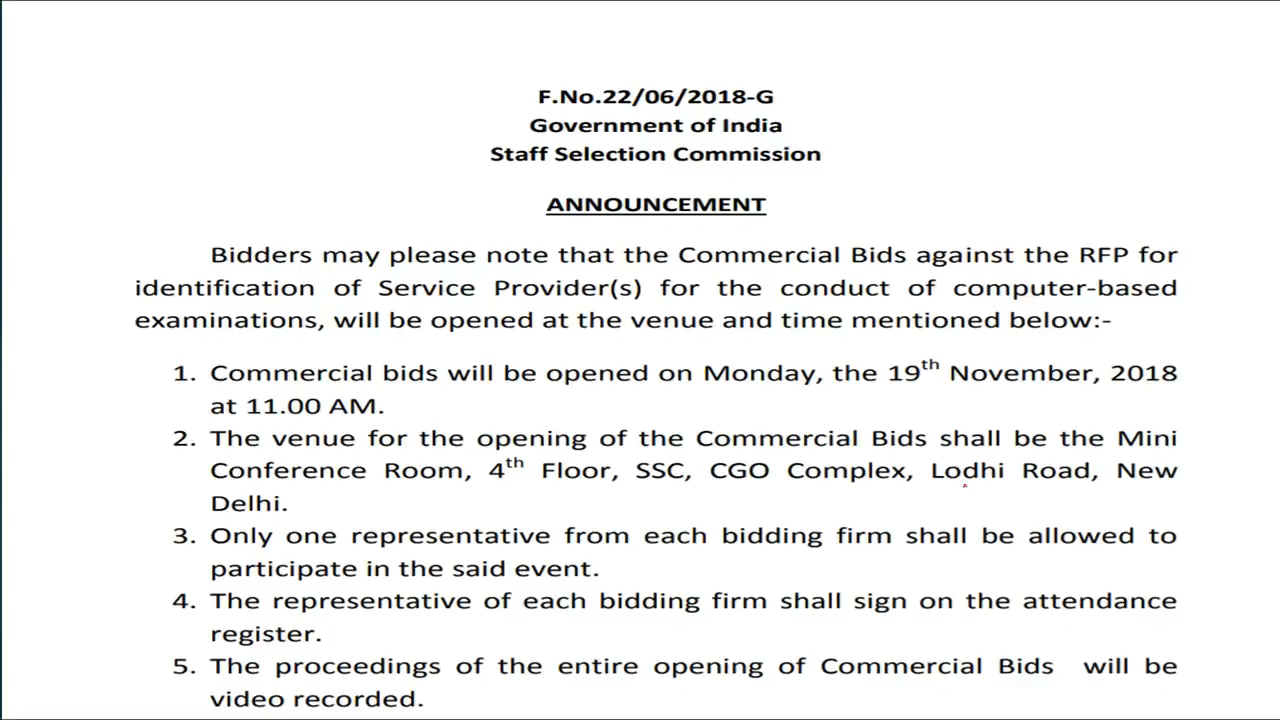 F.No.22/06/2018-G
Government of India
Staff Selection Commission
ANNOUNCEMENT
Bidders may please note that the Commercial Bids against the RFP for
identification of Service Provider(s) for the conduct of computer-based
examinations, will be opened at the venue and time mentioned below:-
1. Commercial bids will be opened on Monday, the 19th November, 2018
at 11.00 AM.
2. The venue for the opening of the Commercial Bids shall be the Mini
Conference Room, 4th Floor, SSC, CGO Complex, Lodhi Road, New
Delhi.
3. Only one representative from each bidding firm shall be allowed to
participate in the said event.
4. The representative of each bidding firm shall sign on the attendance
register.
5. The proceedings of the entire opening of Commercial Bids will be
video recorded.